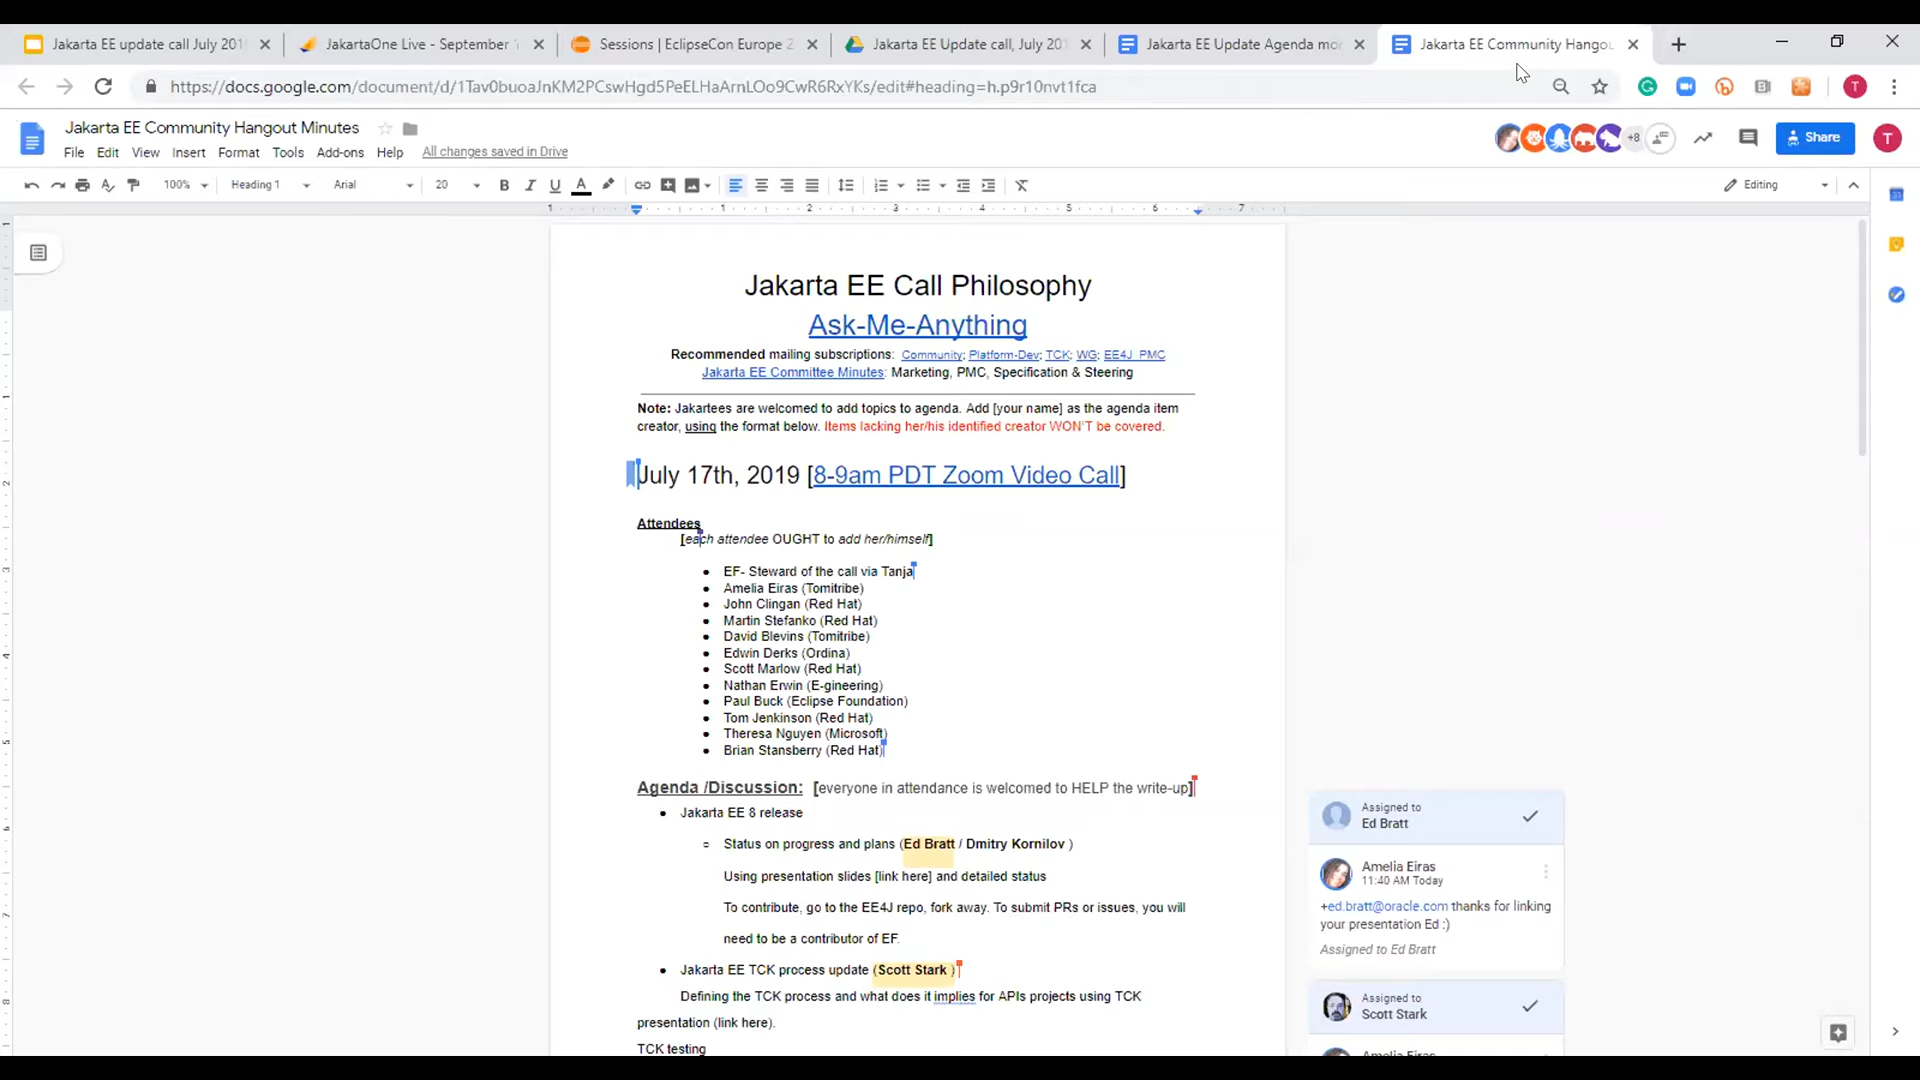 Jakarta EE update call July 201
JakartaOne Live - September
Sessions | EclipseCon Europe 2
Jakarta EE Update call, July 201
Jakarta EE Update Agenda mo
Jakarta EE Community Hangou
https://docs.google.com/document/d/1Tav0buoaJnKM2PCswHgd5PeELHaArnLOo9CwR6RxYKs/edit#heading=h.p9r10nvt1fca
T
Jakarta EE Community Hangout Minutes
File Edit View Insert Format Tools Add-ons Help All changes saved in Drive
+8
Share
T
100% Heading 1 Arial 20 B I U A Editing
1 1 2 3 4 5 6 7
Jakarta EE Call Philosophy
Ask-Me-Anything
Recommended mailing subscriptions: Community; Platform-Dev; TCK; WG; EE4J_PMC
Jakarta EE Committee Minutes: Marketing, PMC, Specification & Steering
Note: Jakartees are welcomed to add topics to agenda. Add [your name] as the agenda item
creator, using the format below. Items lacking her/his identified creator WON'T be covered.
July 17th, 2019 [8-9am PDT Zoom Video Call]
Attendees
[each attendee OUGHT to add her/himself]
● EF- Steward of the call via Tanja
● Amelia Eiras (Tomitribe)
● John Clingan (Red Hat)
● Martin Stefanko (Red Hat)
● David Blevins (Tomitribe)
● Edwin Derks (Ordina)
● Scott Marlow (Red Hat)
● Nathan Erwin (E-gineering)
● Paul Buck (Eclipse Foundation)
● Tom Jenkinson (Red Hat)
● Theresa Nguyen (Microsoft)
● Brian Stansberry (Red Hat)
Agenda /Discussion: [everyone in attendance is welcomed to HELP the write-up]
● Jakarta EE 8 release
○ Status on progress and plans (Ed Bratt / Dmitry Kornilov )
Using presentation slides [link here] and detailed status
To contribute, go to the EE4J repo, fork away. To submit PRs or issues, you will
need to be a contributor of EF.
● Jakarta EE TCK process update (Scott Stark )
Defining the TCK process and what does it implies for APIs projects using TCK
presentation (link here).
TCK testing
Assigned to
Ed Bratt
Amelia Eiras
11:40 AM Today
+ed.bratt@oracle.com thanks for linking
your presentation Ed :)
Assigned to Ed Bratt
Assigned to
Scott Stark
Amelia Eiras